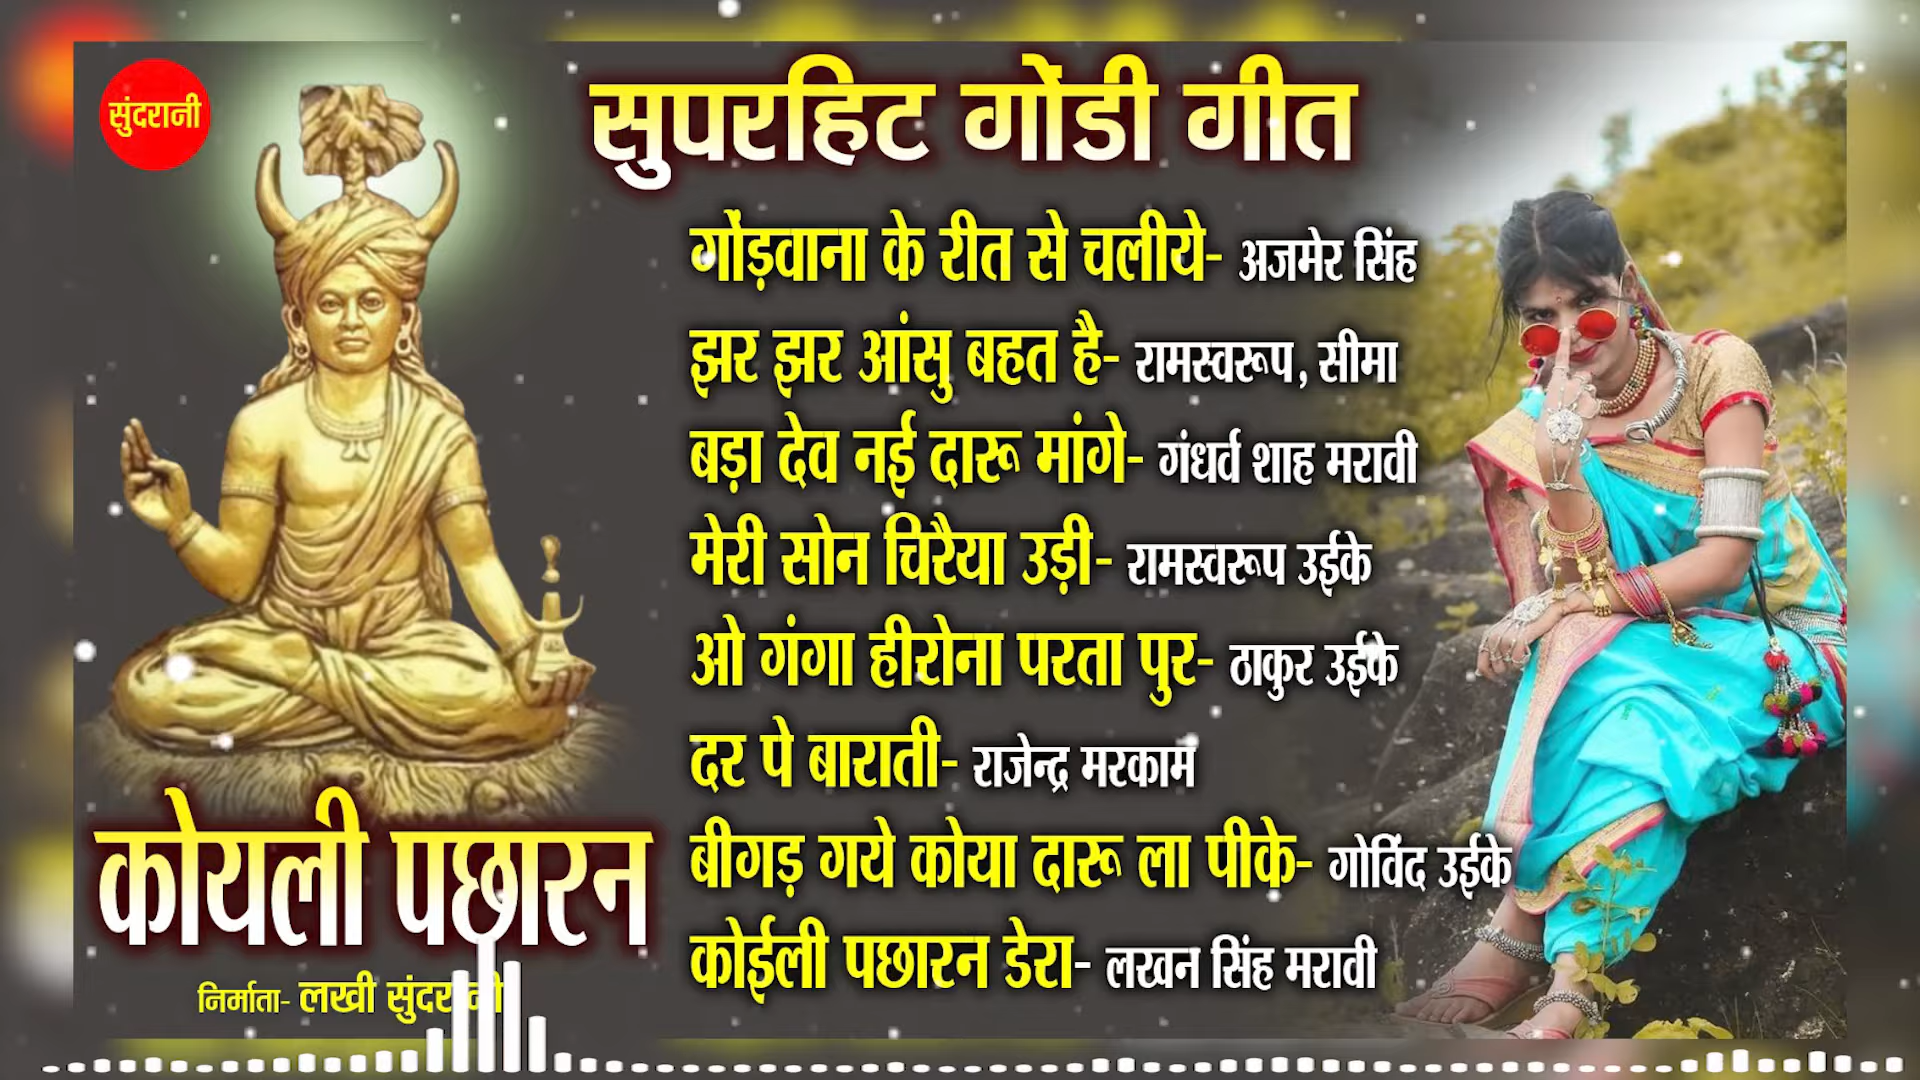 सुंदरानी
सुपरहिट गोंडी गीत
गोंड़वाना के रीत से चलीये- अजमेर सिंह
झर झर आंसु बहत है- रामस्वरूप, सीमा
बड़ा देव नई दारू मांगे- गंधर्व शाह मरावी
मेरी सोन चिरैया उड़ी- रामस्वरूप उईके
ओ गंगा हीरोना परता पुर- ठाकुर उईके
दर पे बाराती- राजेन्द्र मरकाम
बीगड़ गये कोया दारू ला पीके- गोविंद उईके
कोईली पछारन डेरा- लखन सिंह मरावी
कोयली पछारन
निर्माता- लखी सुंदरानी